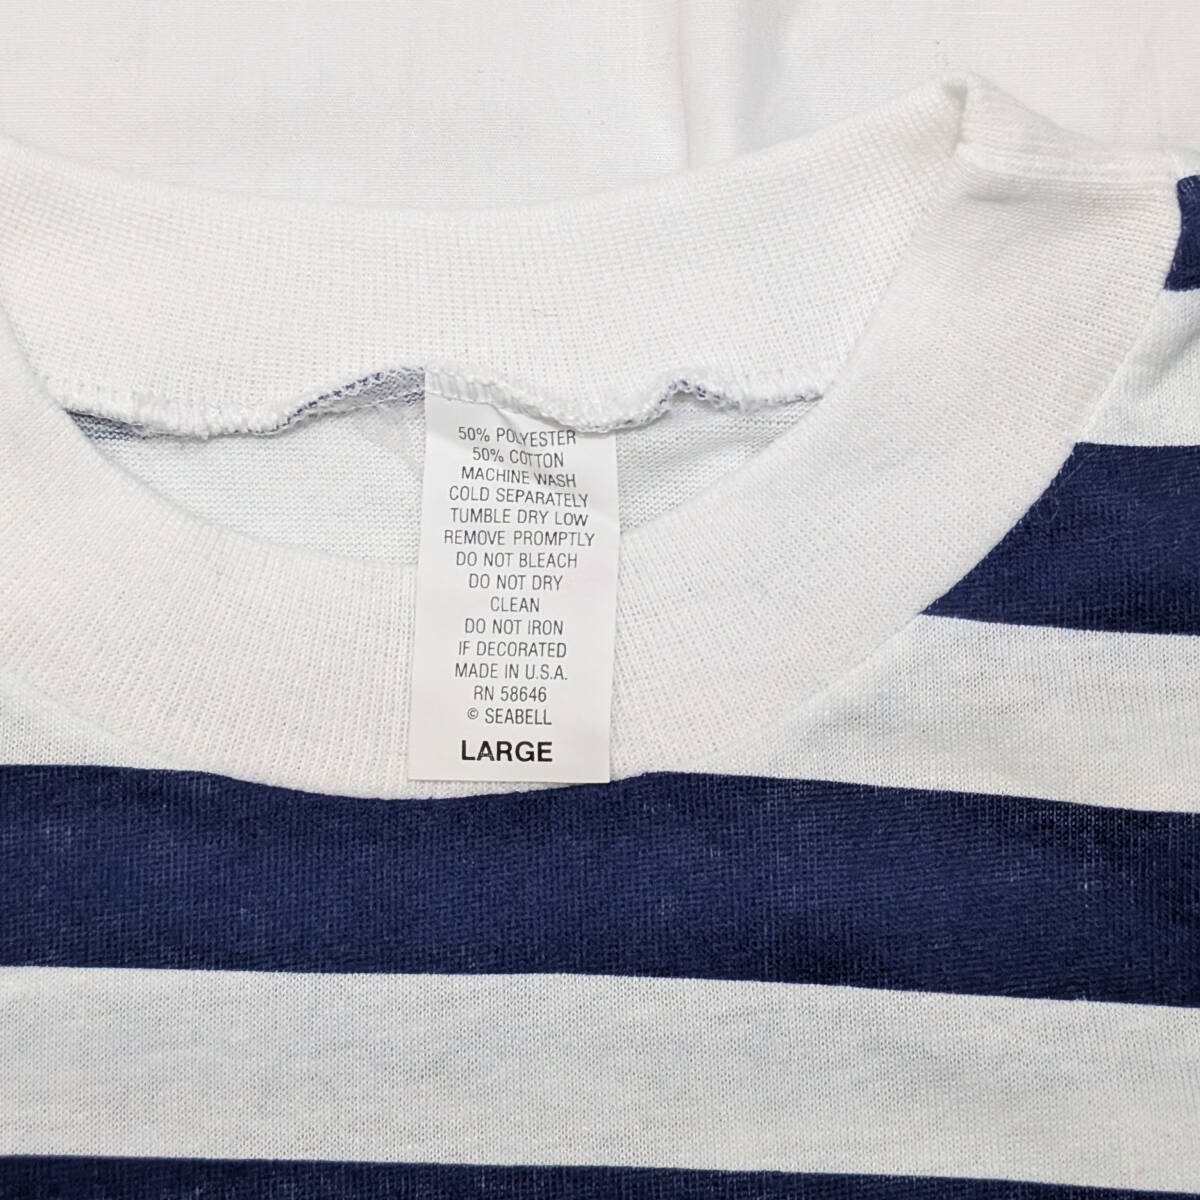 50% POLYESTER
50% COTTON
MACHINE WASH
COLD SEPARATELY
TUMBLE DRY LOW
REMOVE PROMPTLY
DO NOT BLEACH
DO NOT DRY
CLEAN
DO NOT IRON
IF DECORATED
MADE IN U.S.A.
RN 58646
© SEABELL
LARGE